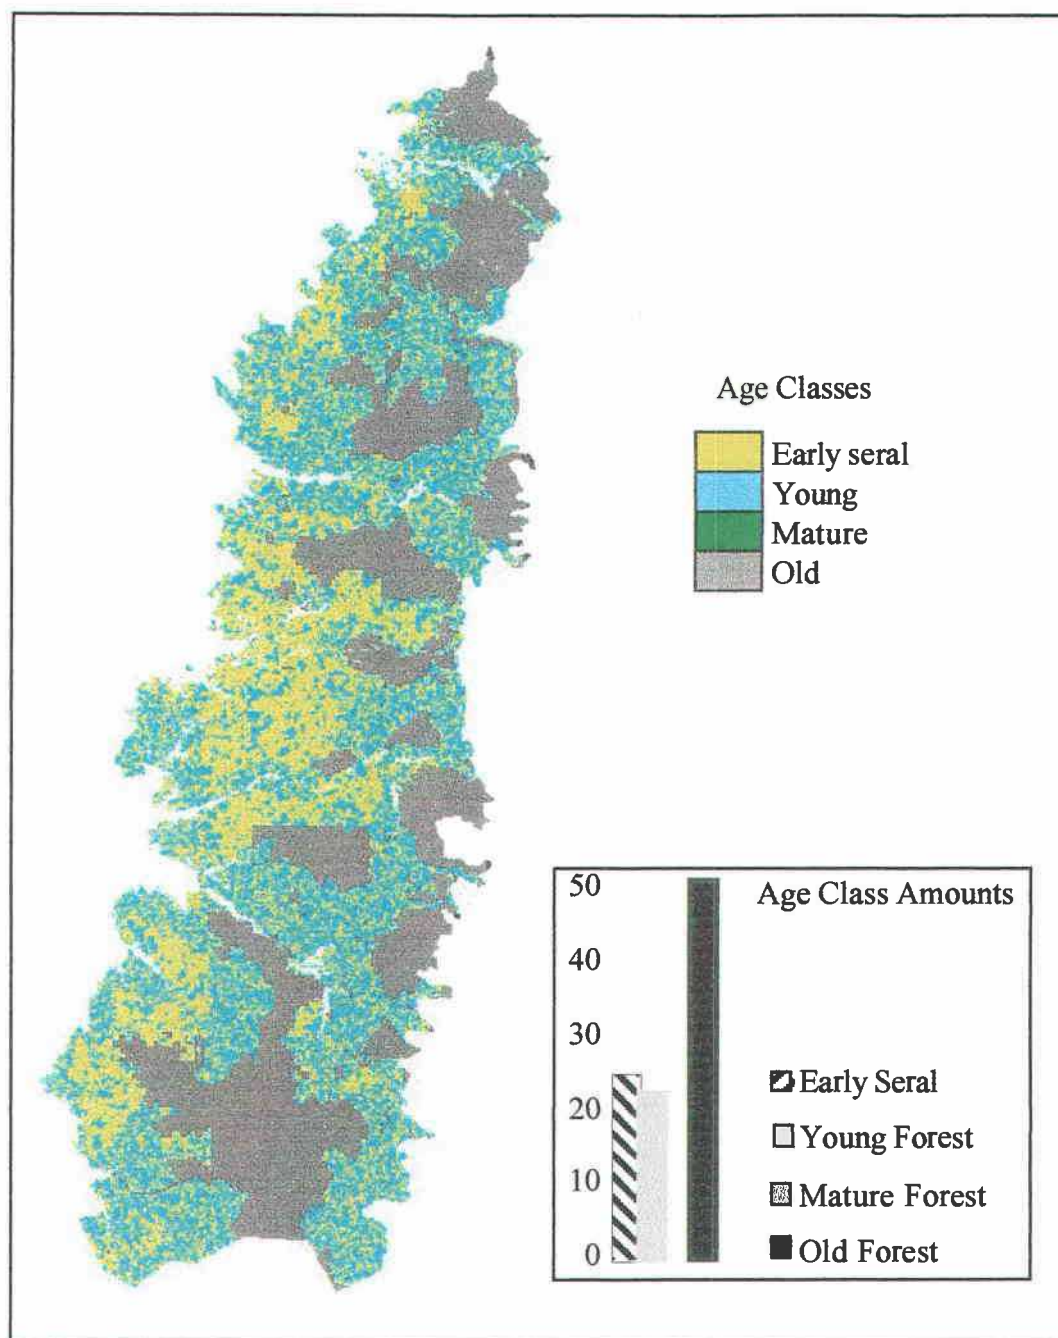 Age Classes
Early seral
Young
Mature
Old
Age Class Amounts
50
40
30
20
10
0
Early Seral
Young Forest
Mature Forest
Old Forest